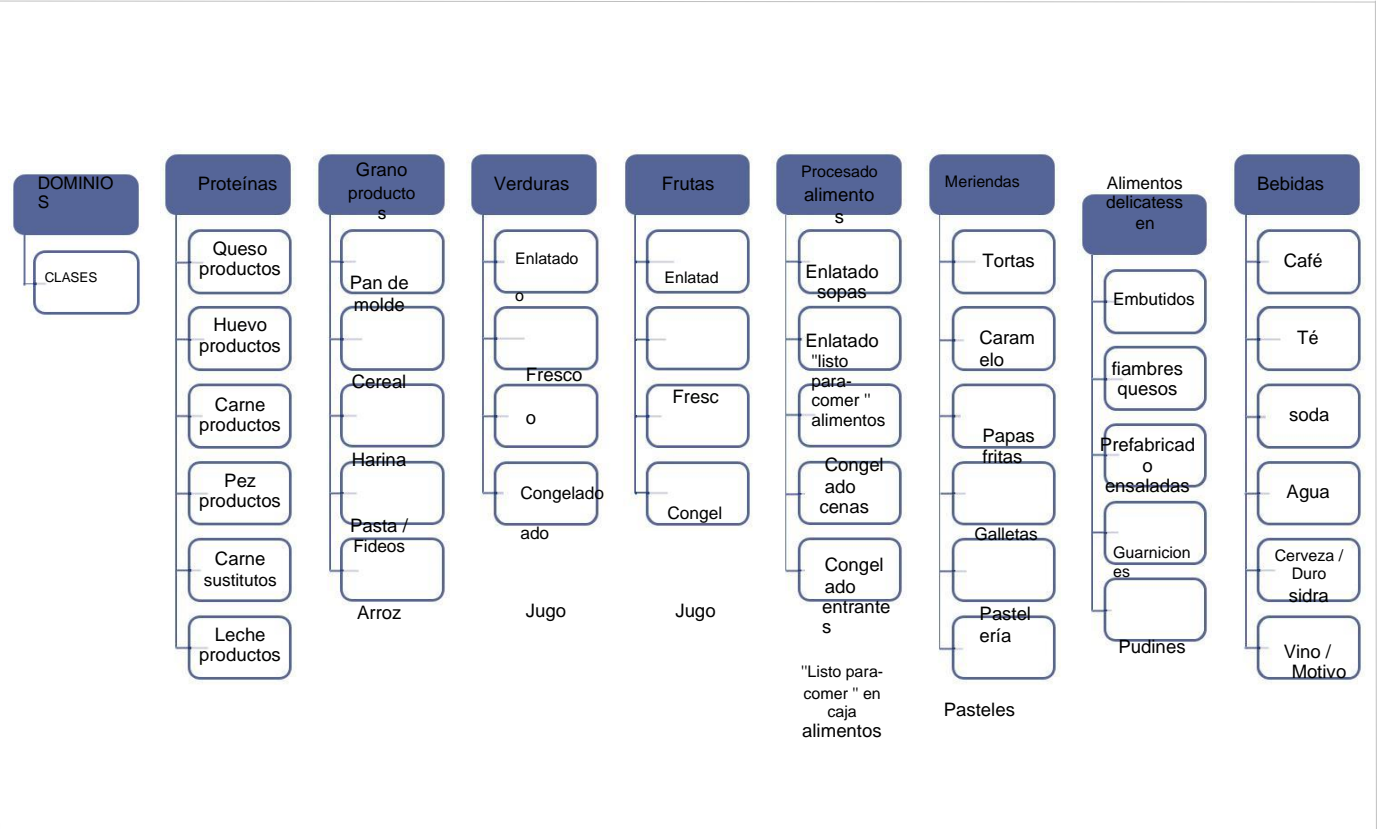 DOMINIO
S
CLASES
Proteínas
Queso
productos
Huevo
productos
Carne
productos
Pez
productos
Carne
sustitutos
Leche
productos
Grano
producto
s
Pan de
molde
Cereal
Harina
Pasta /
Fideos
Arroz
Verduras
Enlatado
o
Fresco
o
Congelado
ado
Jugo
Frutas
Enlatad
Fresc
Congel
Jugo
Procesado
alimento
s
Enlatado
sopas
Enlatado
"listo
para-
comer "
alimentos
Congel
ado
cenas
Congel
ado
entrante
s
"Listo para-
comer " en
caja
alimentos
Meriendas
Tortas
Caram
elo
Papas
fritas
Galletas
Pastel
ería
Pasteles
Alimentos
delicatess
en
Embutidos
fiambres
quesos
Prefabricad
o
ensaladas
Guarnicion
es
Pudines
Bebidas
Café
Té
soda
Agua
Cerveza /
Duro
sidra
Vino /
Motivo